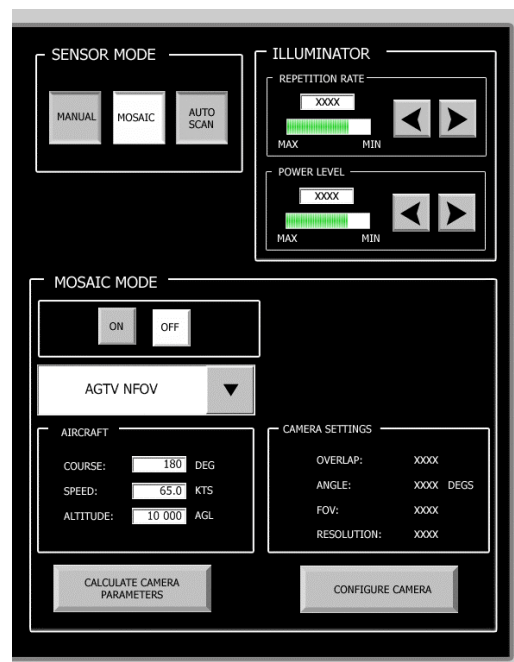 SENSOR MODE
MANUAL
MOSAIC
AUTO
SCAN
ILLUMINATOR
REPETITION RATE
XXXX
MAX MIN
POWER LEVEL
XXXX
MAX MIN
MOSAIC MODE
ON
OFF
AGTV NFOV
AIRCRAFT
COURSE: 180 DEG
SPEED: 65.0 KTS
ALTITUDE: 10 000 AGL
CAMERA SETTINGS
OVERLAP: XXXX
ANGLE: XXXX DEGS
FOV: XXXX
RESOLUTION: XXXX
CALCULATE CAMERA
PARAMETERS
CONFIGURE CAMERA